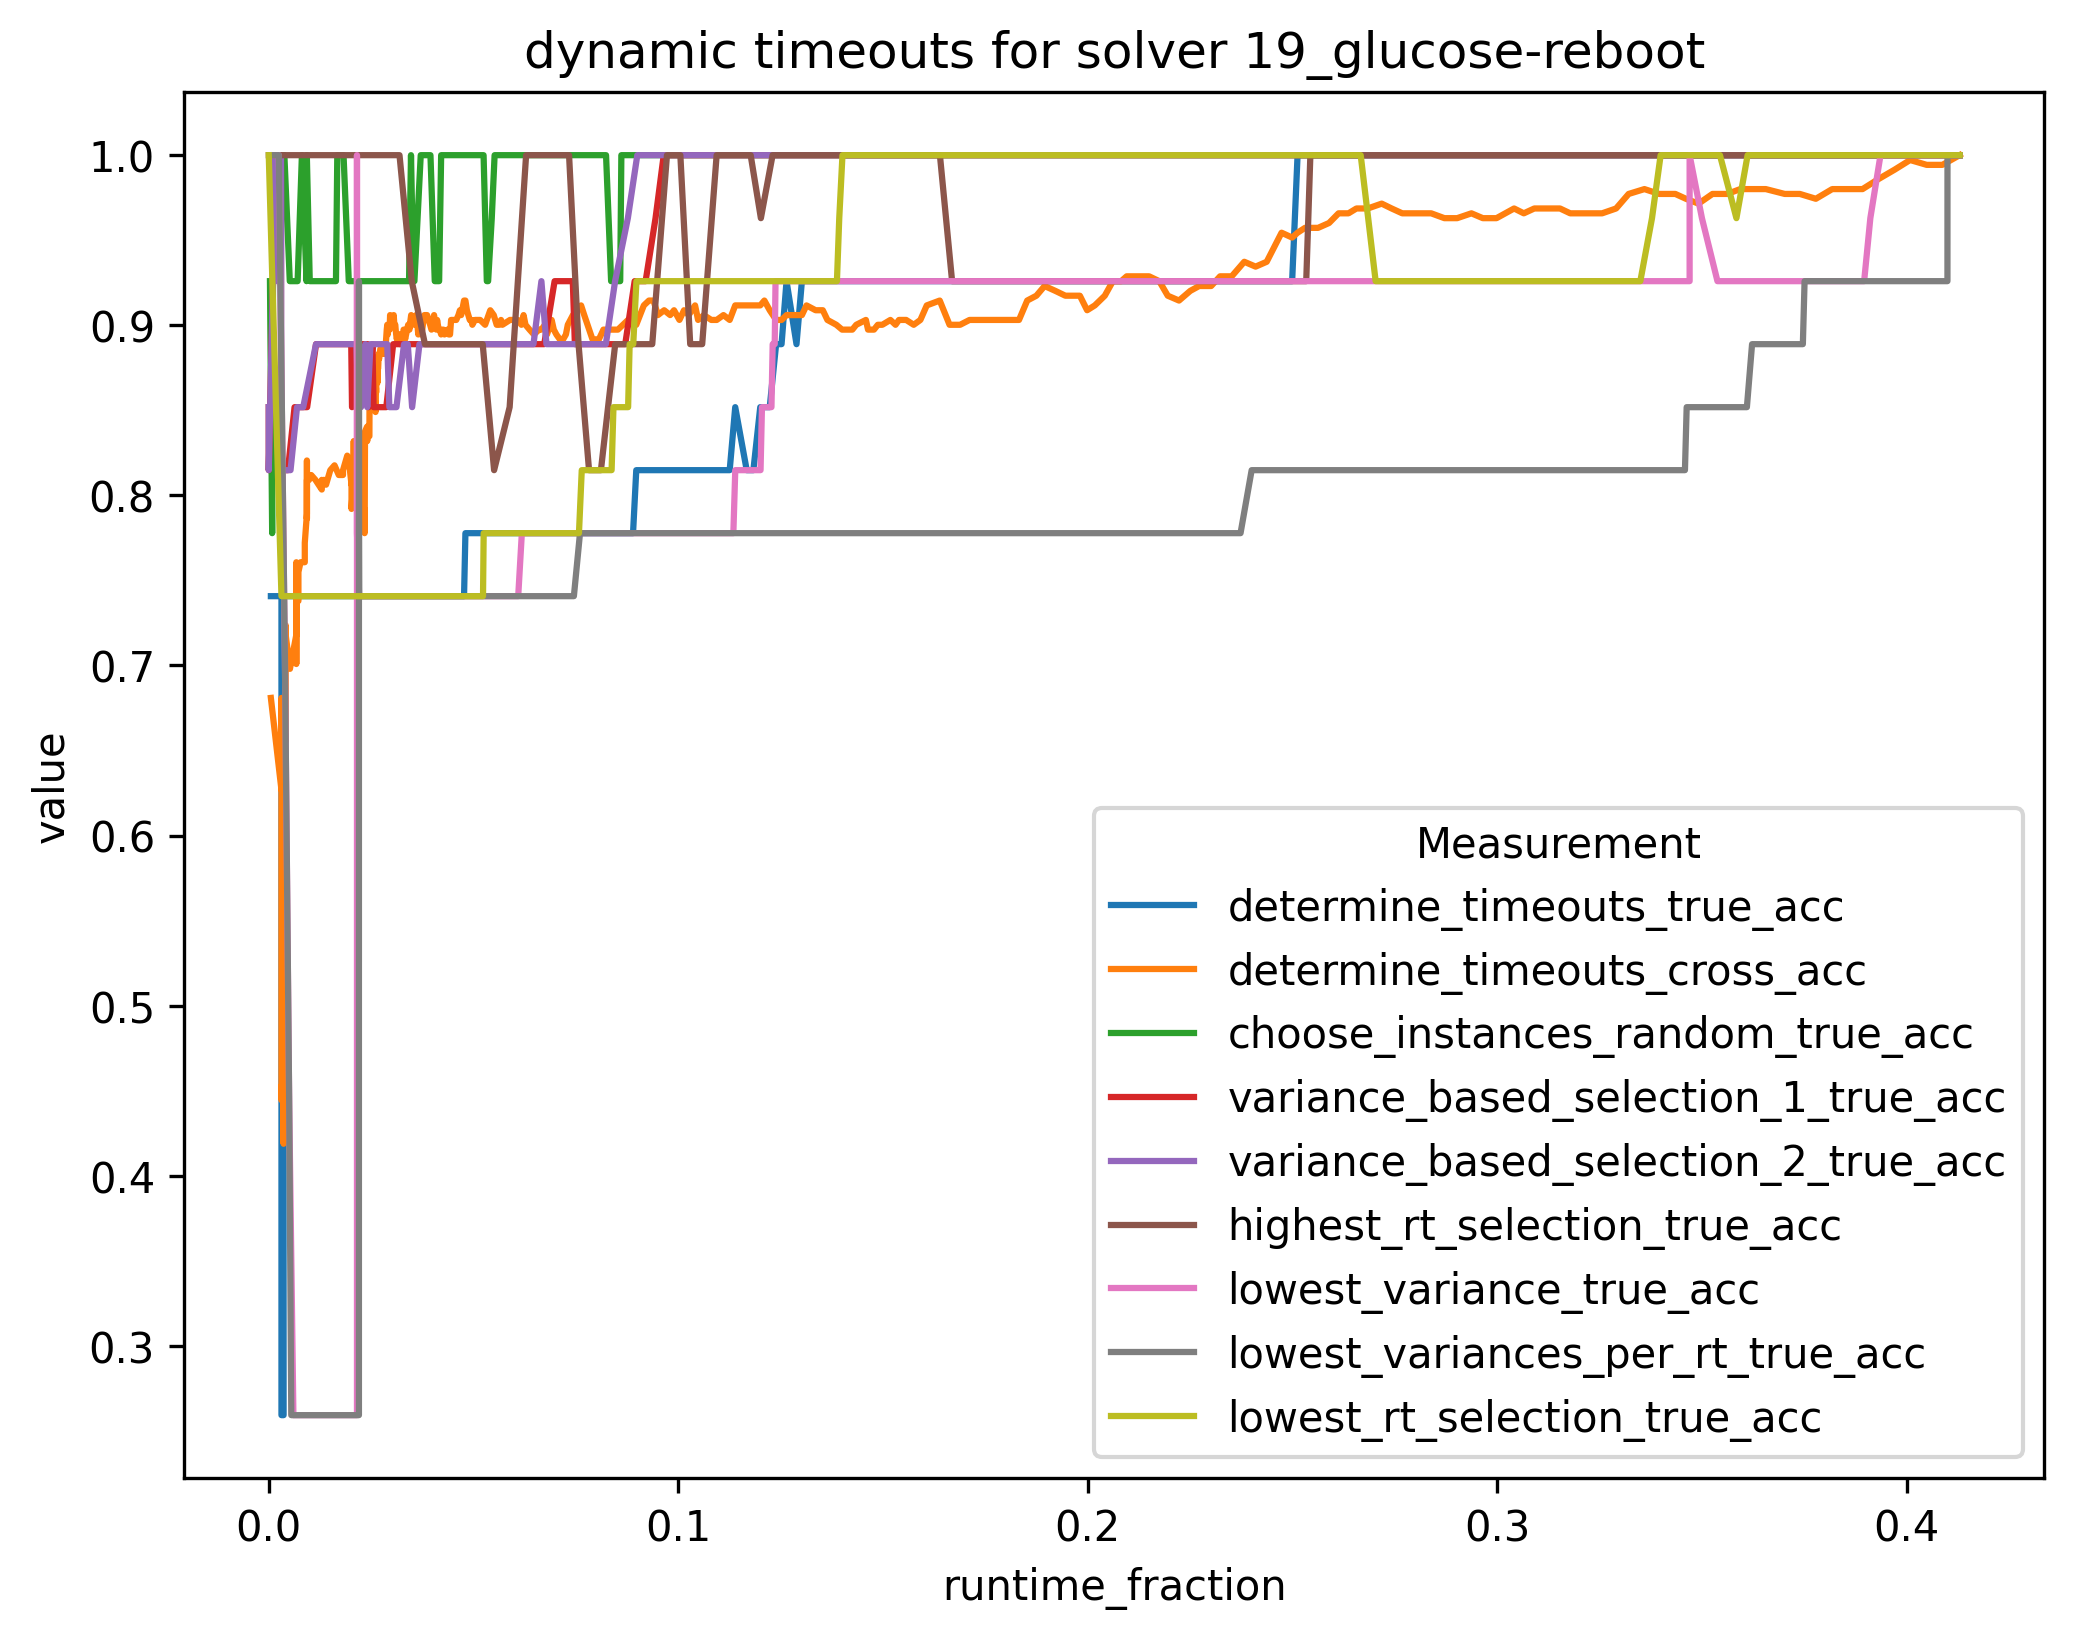 dynamic timeouts for solver 19_glucose-reboot
1.0
0.9
0.8
0.7
0.6
0.5
0.4
0.3
value
Measurement
determine_timeouts_true_acc
determine_timeouts_cross_acc
choose_instances_random_true_acc
variance_based_selection_1_true_acc
variance_based_selection_2_true_acc
highest_rt_selection_true_acc
lowest_variance_true_acc
lowest_variances_per_rt_true_acc
lowest_rt_selection_true_acc
0.0 0.1 0.2 0.3 0.4
runtime_fraction